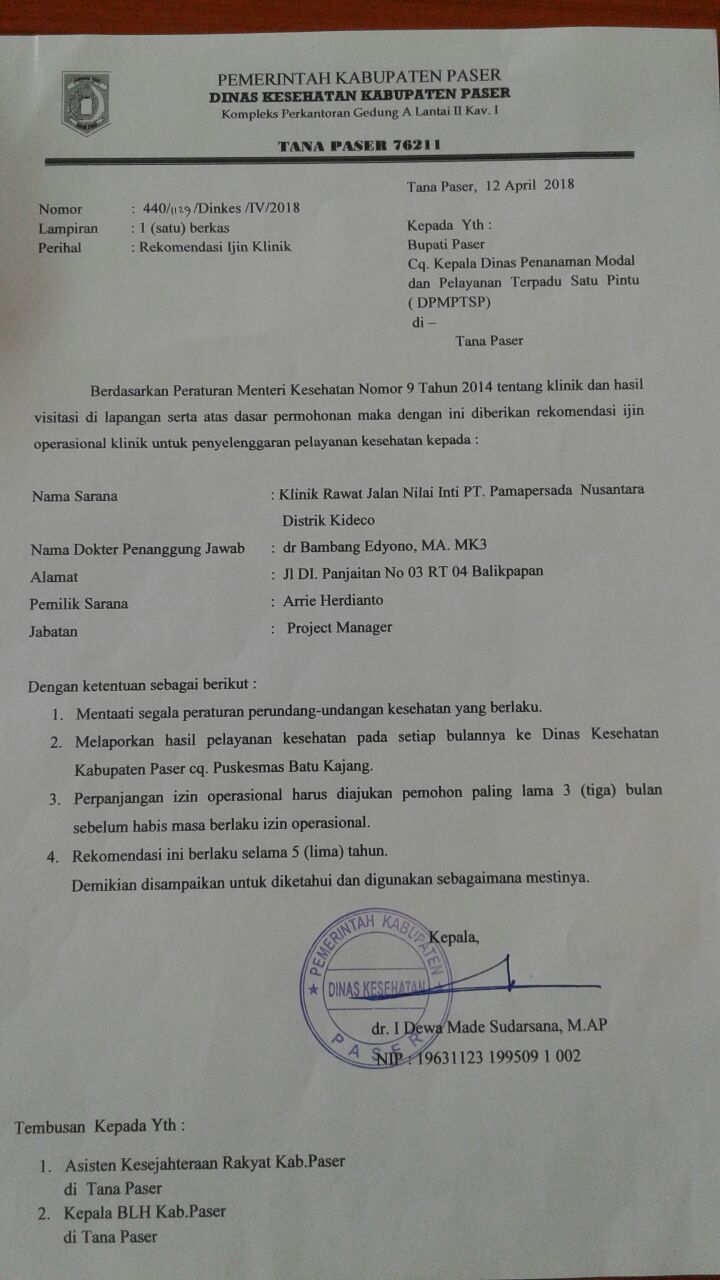 PEMERINTAH KABUPATEN PASER
DINAS KESEHATAN KABUPATEN PASER
Kompleks Perkantoran Gedung A Lantai II Kav. 1
TANA PASER 76211
Tana Paser, 12 April 2018
Nomor : 440/1129/Dinkes /IV/2018
Lampiran : 1 (satu) berkas
Perihal : Rekomendasi Ijin Klinik
Kepada Yth :
Bupati Paser
Cq. Kepala Dinas Penanaman Modal
dan Pelayanan Terpadu Satu Pintu
( DPMPTSP)
di –
Tana Paser
Berdasarkan Peraturan Menteri Kesehatan Nomor 9 Tahun 2014 tentang klinik dan hasil
visitasi di lapangan serta atas dasar permohonan maka dengan ini diberikan rekomendasi ijin
operasional klinik untuk penyelenggaran pelayanan kesehatan kepada :
Nama Sarana : Klinik Rawat Jalan Nilai Inti PT. Pamapersada Nusantara
Distrik Kideco
Nama Dokter Penanggung Jawab : dr Bambang Edyono, MA. MK3
Alamat : Jl DI. Panjaitan No 03 RT 04 Balikpapan
Pemilik Sarana : Arrie Herdianto
Jabatan : Project Manager
Dengan ketentuan sebagai berikut :
1. Mentaati segala peraturan perundang-undangan kesehatan yang berlaku.
2. Melaporkan hasil pelayanan kesehatan pada setiap bulannya ke Dinas Kesehatan
Kabupaten Paser cq. Puskesmas Batu Kajang.
3. Perpanjangan izin operasional harus diajukan pemohon paling lama 3 (tiga) bulan
sebelum habis masa berlaku izin operasional.
4. Rekomendasi ini berlaku selama 5 (lima) tahun.
Demikian disampaikan untuk diketahui dan digunakan sebagaimana mestinya.
Kepala,
PEMERINTAH KABUPATEN
DINAS KESEHATAN
PASER
dr. I Dewa Made Sudarsana, M.AP
NIP . 19631123 199509 1 002
Tembusan Kepada Yth :
1. Asisten Kesejahteraan Rakyat Kab.Paser
di Tana Paser
2. Kepala BLH Kab.Paser
di Tana Paser